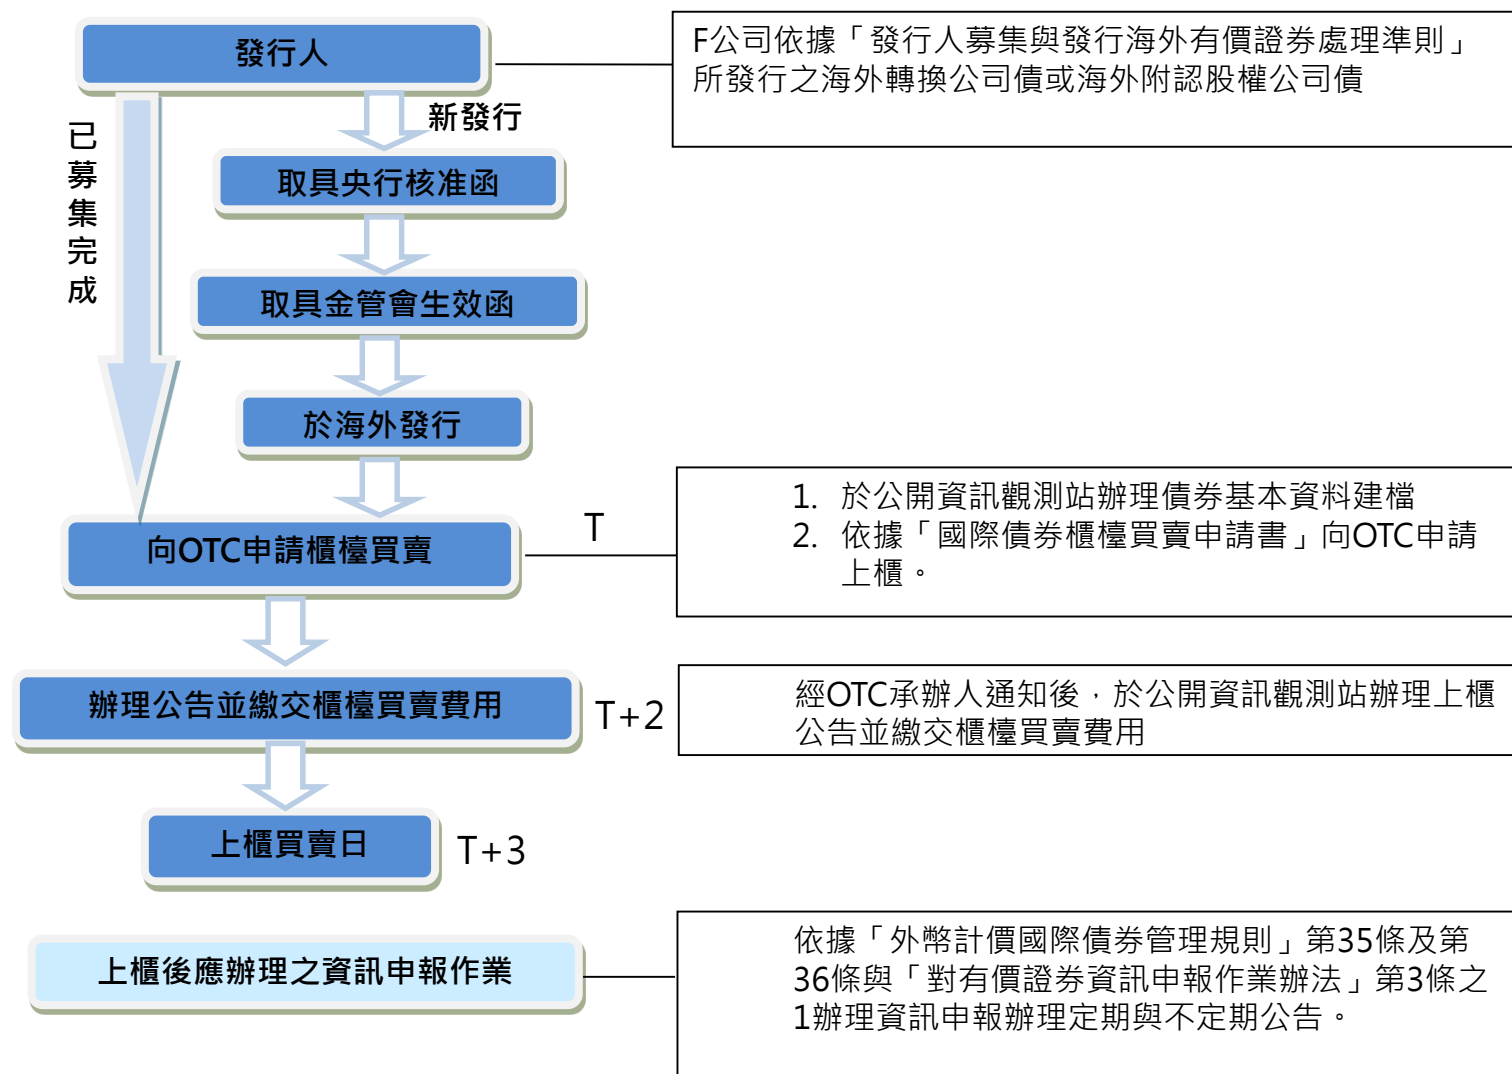 發行人
F公司依據「發行人募集與發行海外有價證券處理準則」
所發行之海外轉換公司債或海外附認股權公司債
已募集完成
新發行
取具央行核准函
取具金管會生效函
於海外發行
向OTC申請櫃檯買賣
T
1. 於公開資訊觀測站辦理債券基本資料建檔
2. 依據「國際債券櫃檯買賣申請書」向OTC申請
上櫃。
辦理公告並繳交櫃檯買賣費用
T+2
經OTC承辦人通知後，於公開資訊觀測站辦理上櫃
公告並繳交櫃檯買賣費用
上櫃買賣日
T+3
上櫃後應辦理之資訊申報作業
依據「外幣計價國際債券管理規則」第35條及第
36條與「對有價證券資訊申報作業辦法」第3條之
1辦理資訊申報辦理定期與不定期公告。